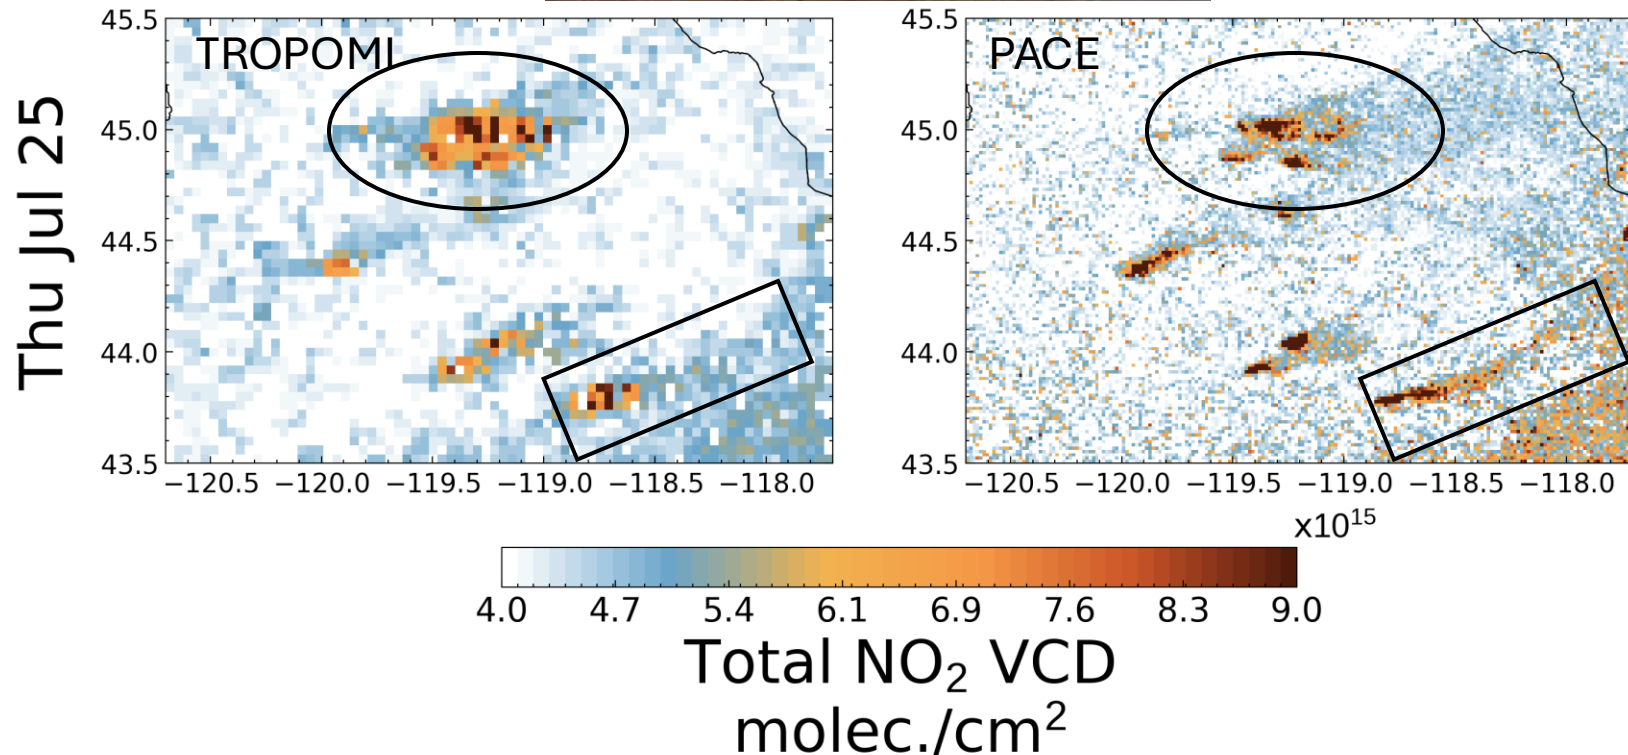 Thu Jul 25
TROPOMI
PACE
45.5
45.0
44.5
44.0
43.5
−120.5 −120.0 −119.5 −119.0 −118.5 −118.0
45.5
45.0
44.5
44.0
43.5
−120.5 −120.0 −119.5 −119.0 −118.5 −118.0
x10¹⁵
4.0 4.7 5.4 6.1 6.9 7.6 8.3 9.0
Total NO₂ VCD
molec./cm²